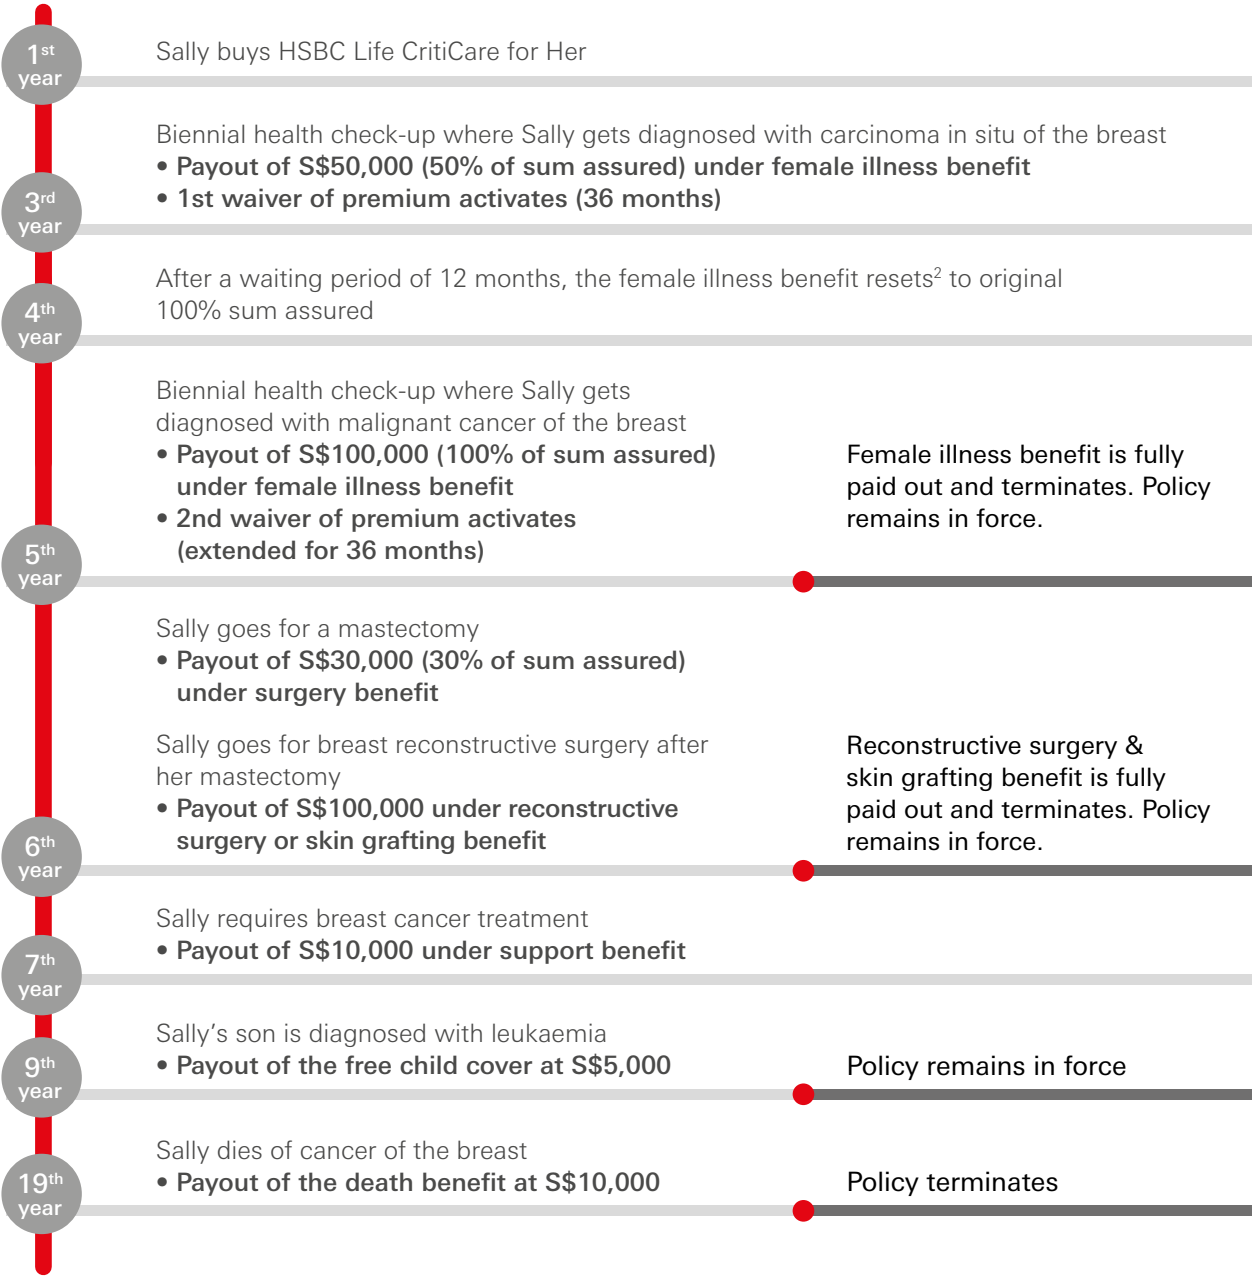 1st
year
Sally buys HSBC Life CritiCare for Her
Biennial health check-up where Sally gets diagnosed with carcinoma in situ of the breast
• Payout of S$50,000 (50% of sum assured) under female illness benefit
• 1st waiver of premium activates (36 months)
3rd
year
After a waiting period of 12 months, the female illness benefit resets2 to original
100% sum assured
4th
year
Biennial health check-up where Sally gets
diagnosed with malignant cancer of the breast
• Payout of S$100,000 (100% of sum assured)
under female illness benefit
• 2nd waiver of premium activates
(extended for 36 months)
Female illness benefit is fully
paid out and terminates. Policy
remains in force.
5th
year
Sally goes for a mastectomy
• Payout of S$30,000 (30% of sum assured)
under surgery benefit
Sally goes for breast reconstructive surgery after
her mastectomy
• Payout of S$100,000 under reconstructive
surgery or skin grafting benefit
Reconstructive surgery &
skin grafting benefit is fully
paid out and terminates. Policy
remains in force.
6th
year
Sally requires breast cancer treatment
• Payout of S$10,000 under support benefit
7th
year
Sally’s son is diagnosed with leukaemia
• Payout of the free child cover at S$5,000
Policy remains in force
9th
year
Sally dies of cancer of the breast
• Payout of the death benefit at S$10,000
Policy terminates
19th
year